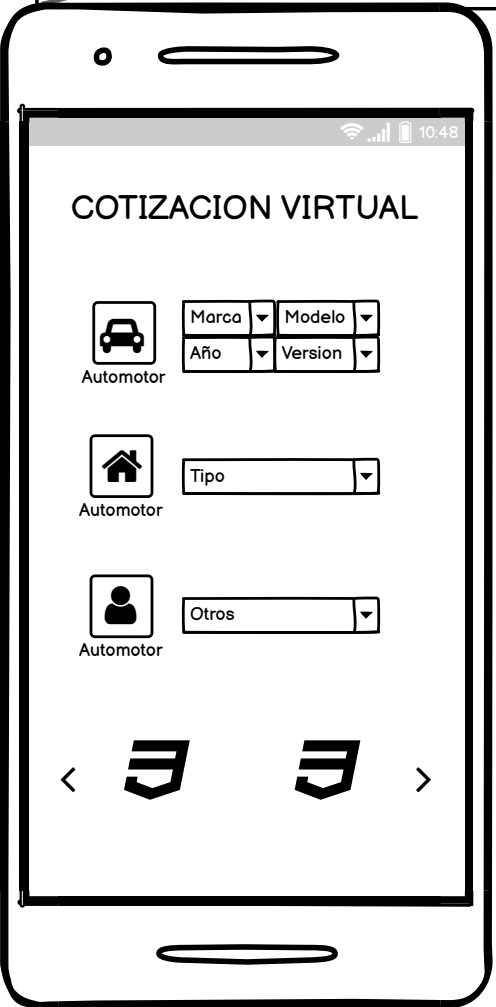 10:48
COTIZACION VIRTUAL
Marca Modelo
Año Version
Automotor
Tipo
Automotor
Otros
Automotor